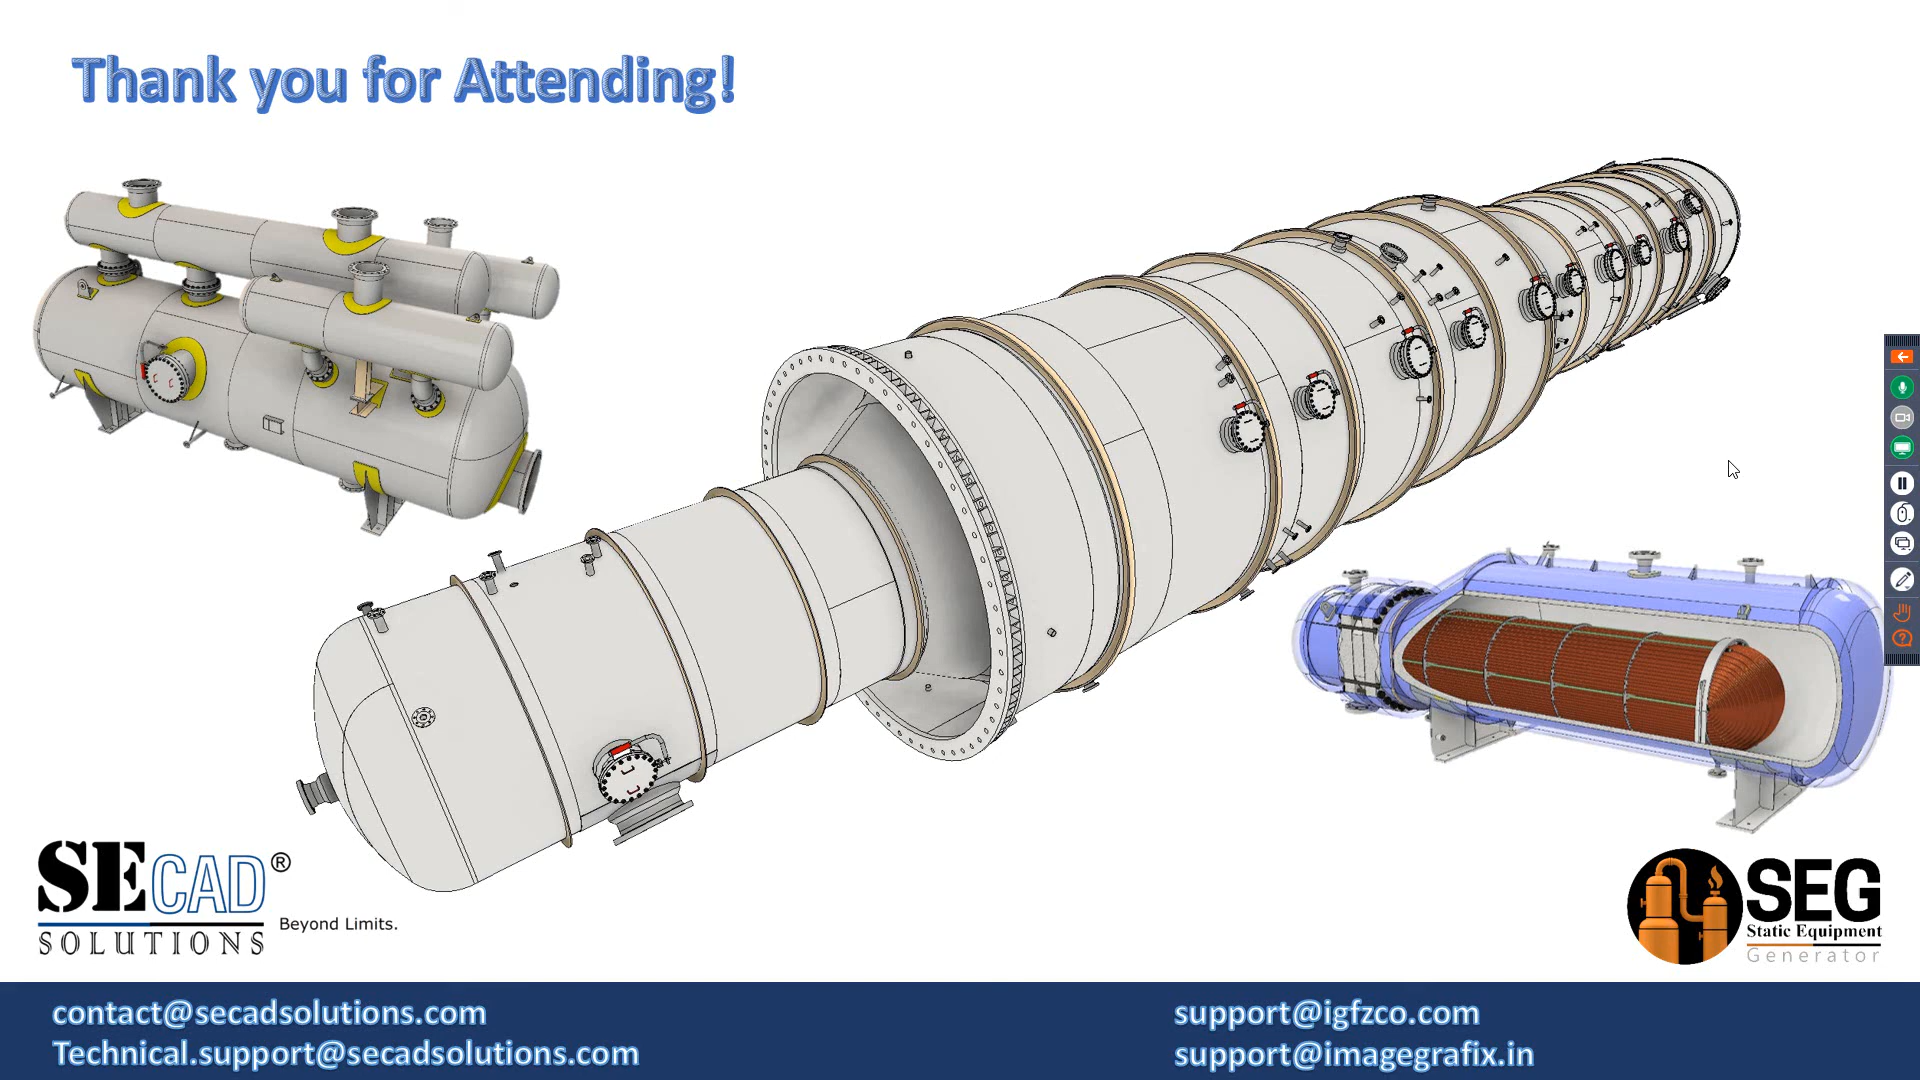 Thank you for Attending!
SECAD®
SOLUTIONS
Beyond Limits.
SEG
Static Equipment
Generator
contact@secadsolutions.com
Technical.support@secadsolutions.com
support@igfzco.com
support@imagegrafix.in